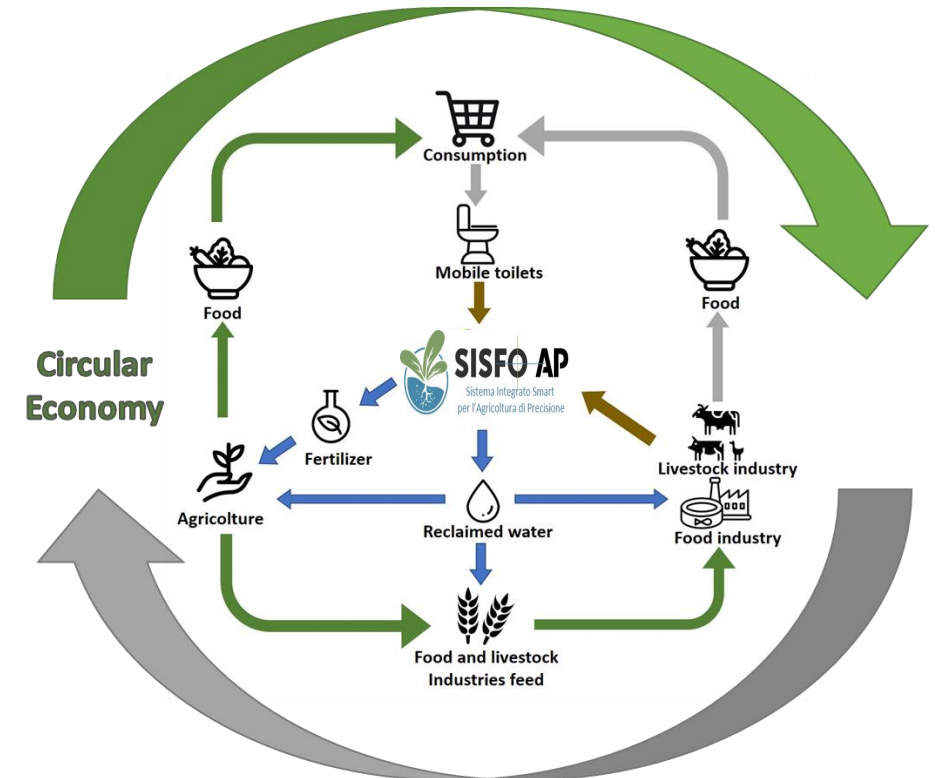 Consumption
Mobile toilets
Food
Food
SISFO AP
Sistema Integrato Smart
per l'Agricoltura di Precisione
Circular
Economy
Fertilizer
Livestock industry
Agricolture
Reclaimed water
Food industry
Food and livestock
Industries feed